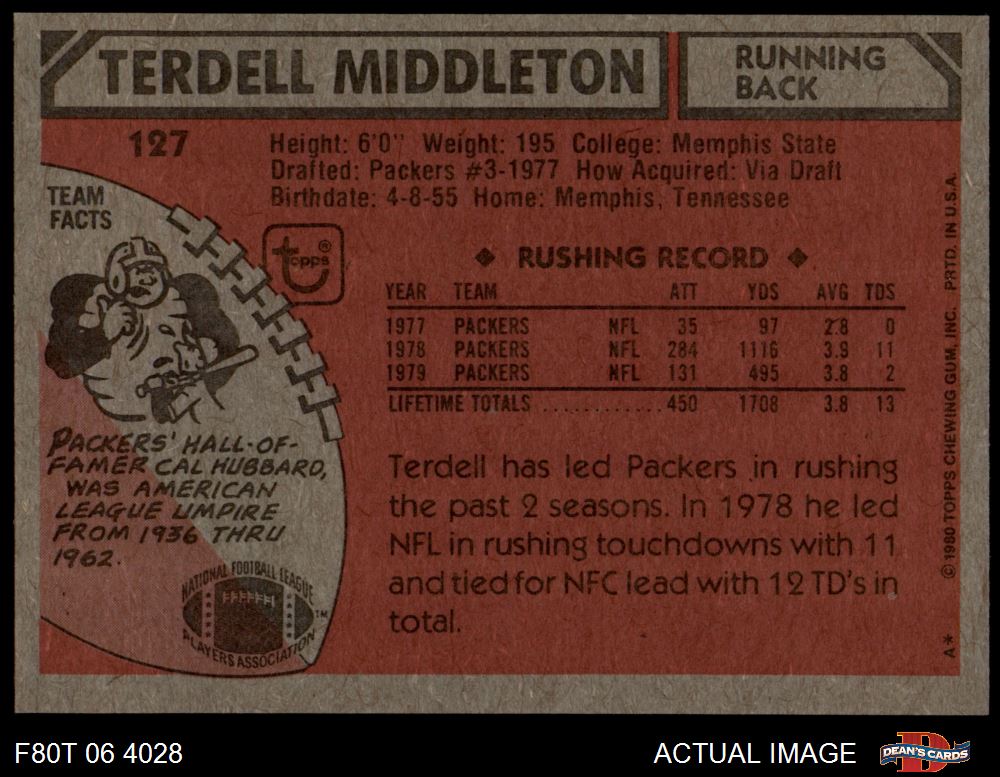 TERDELL MIDDLETON
RUNNING
BACK
127
Height: 6'0" Weight: 195 College: Memphis State
Drafted: Packers #3-1977 How Acquired: Via Draft
Birthdate: 4-8-55 Home: Memphis, Tennessee
TEAM
FACTS
topps®
◆ RUSHING RECORD ◆
YEAR TEAM ATT YDS AVG TDS
1977 PACKERS NFL 35 97 2.8 0
1978 PACKERS NFL 284 1116 3.9 11
1979 PACKERS NFL 131 495 3.8 2
LIFETIME TOTALS ............ 450 1708 3.8 13
PACKERS' HALL-OF-
FAMER CAL HUBBARD,
WAS AMERICAN
LEAGUE UMPIRE
FROM 1936 THRU
1962.
NATIONAL FOOTBALL LEAGUE
PLAYERS ASSOCIATION
TM
Terdell has led Packers in rushing
the past 2 seasons. In 1978 he led
NFL in rushing touchdowns with 11
and tied for NFC lead with 12 TD's in
total.
A* © 1980 TOPPS CHEWING GUM, INC. PRTD. IN U.S.A.
F80T 06 4028
ACTUAL IMAGE
DEAN'S CARDS